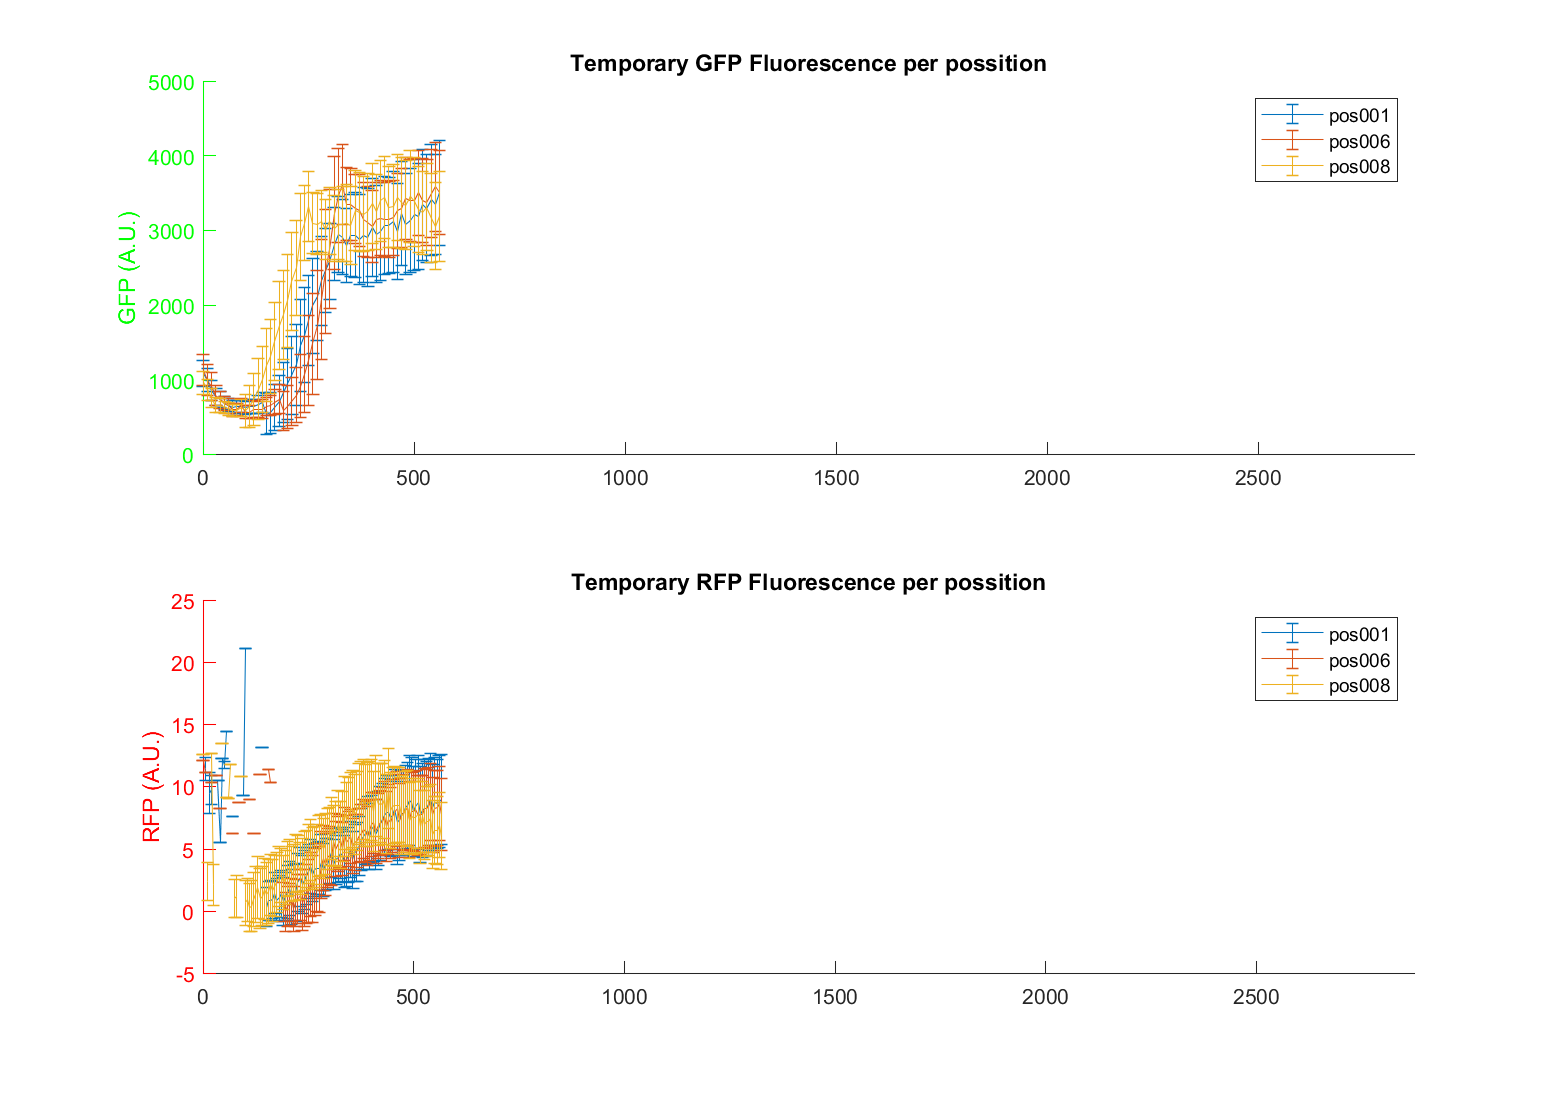 Temporary GFP Fluorescence per possition
5000
4000
3000
2000
1000
0
GFP (A.U.)
pos001
pos006
pos008
0 500 1000 1500 2000 2500
Temporary RFP Fluorescence per possition
25
20
15
10
5
0
-5
RFP (A.U.)
pos001
pos006
pos008
0 500 1000 1500 2000 2500